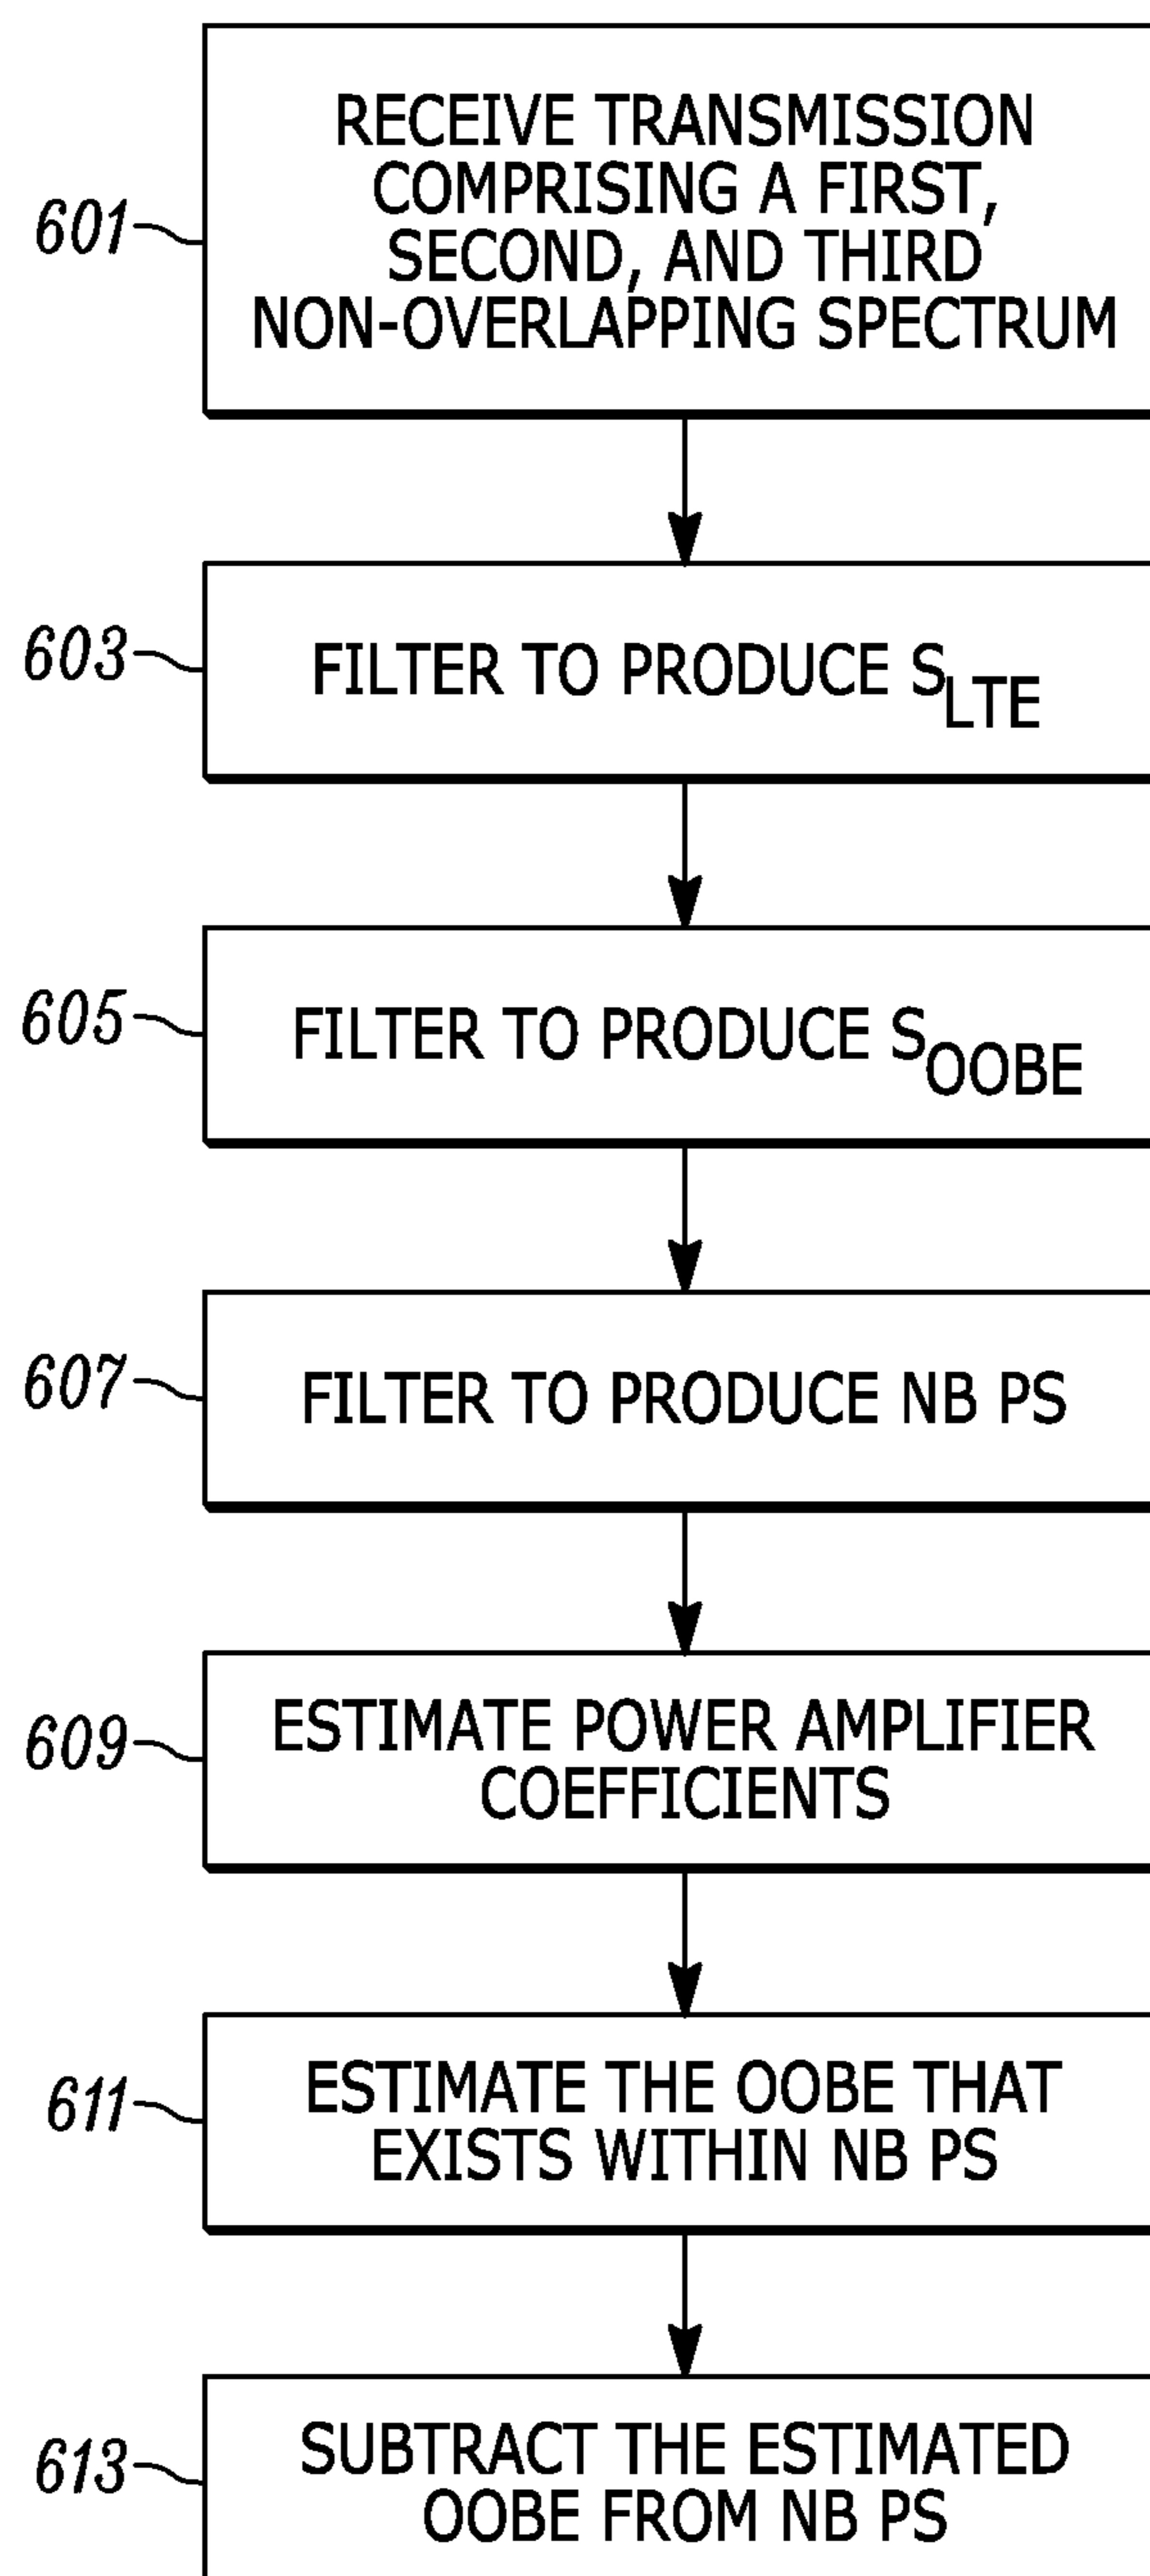 RECEIVE TRANSMISSION
COMPRISING A FIRST,
SECOND, AND THIRD
NON-OVERLAPPING SPECTRUM
601
603
FILTER TO PRODUCE S_LTE
605
FILTER TO PRODUCE S_OOBE
607
FILTER TO PRODUCE NB PS
609
ESTIMATE POWER AMPLIFIER
COEFFICIENTS
611
ESTIMATE THE OOBE THAT
EXISTS WITHIN NB PS
613
SUBTRACT THE ESTIMATED
OOBE FROM NB PS